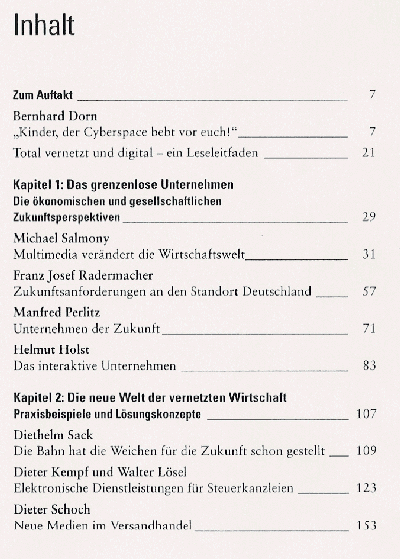 Inhalt
Zum Auftakt 7
Bernhard Dorn
„Kinder, der Cyberspace bebt vor euch!“ 7
Total vernetzt und digital – ein Leseleitfaden 21
Kapitel 1: Das grenzenlose Unternehmen
Die ökonomischen und gesellschaftlichen
Zukunftsperspektiven 29
Michael Salmony
Multimedia verändert die Wirtschaftswelt 31
Franz Josef Radermacher
Zukunftsanforderungen an den Standort Deutschland 57
Manfred Perlitz
Unternehmen der Zukunft 71
Helmut Holst
Das interaktive Unternehmen 83
Kapitel 2: Die neue Welt der vernetzten Wirtschaft
Praxisbeispiele und Lösungskonzepte 107
Diethelm Sack
Die Bahn hat die Weichen für die Zukunft schon gestellt 109
Dieter Kempf und Walter Lösel
Elektronische Dienstleistungen für Steuerkanzleien 123
Dieter Schoch
Neue Medien im Versandhandel 153